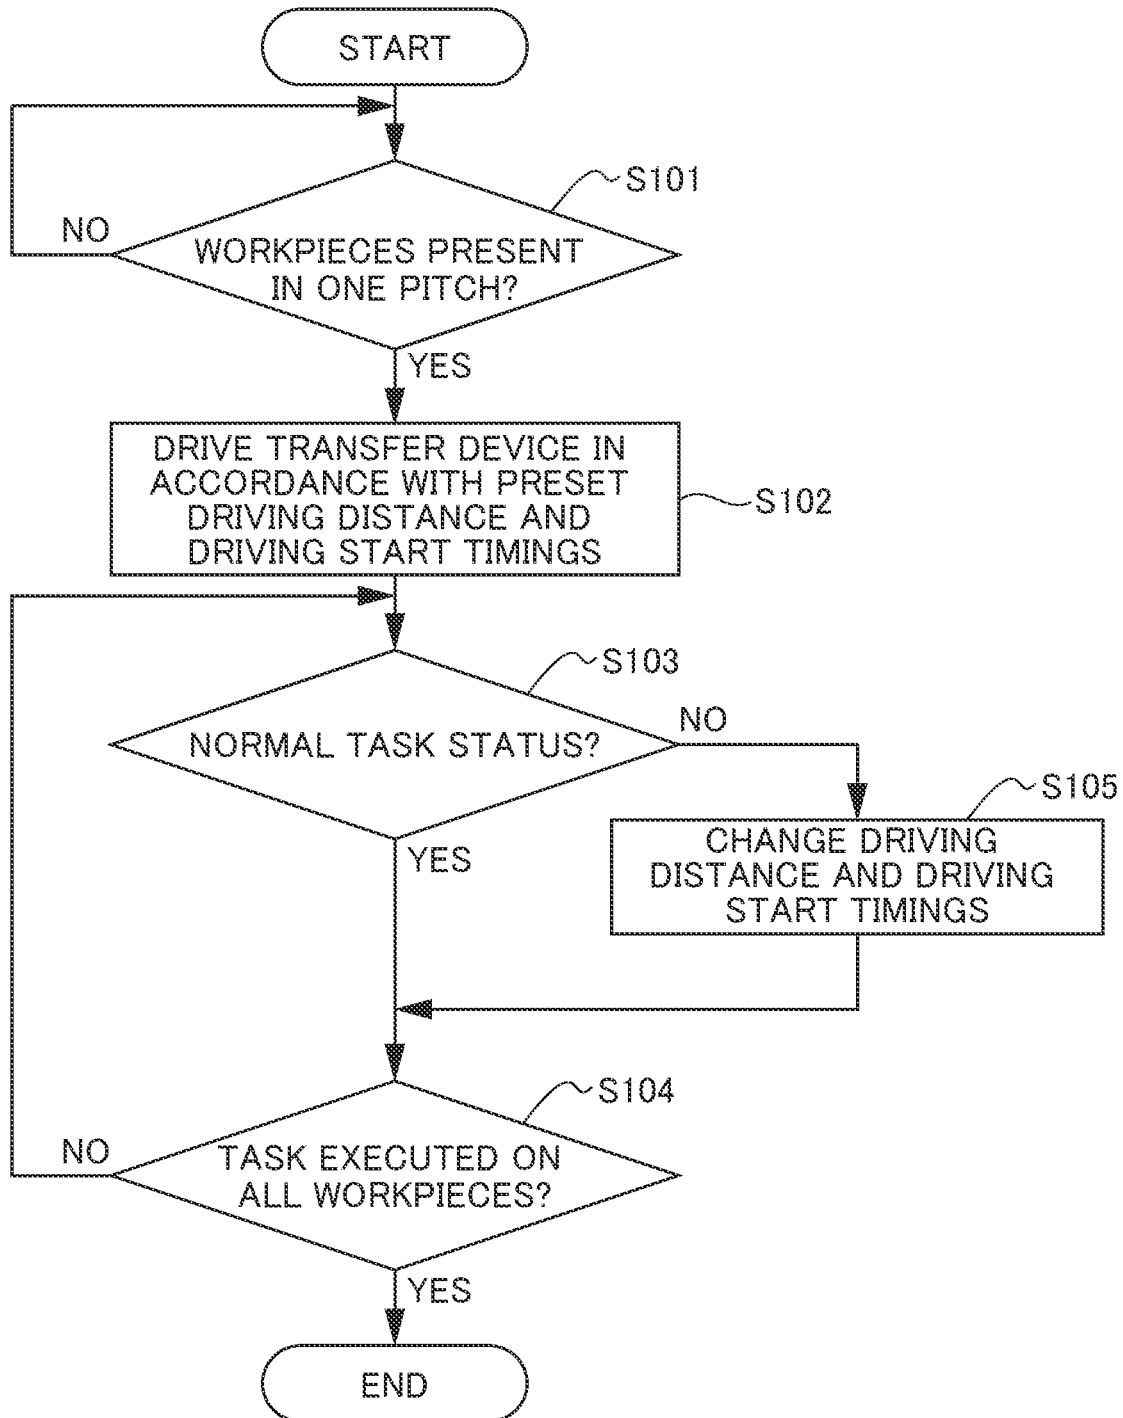 START
S101
NO
WORKPIECES PRESENT
IN ONE PITCH?
YES
DRIVE TRANSFER DEVICE IN
ACCORDANCE WITH PRESET
DRIVING DISTANCE AND
DRIVING START TIMINGS
S102
S103
NORMAL TASK STATUS?
NO
S105
CHANGE DRIVING
DISTANCE AND DRIVING
START TIMINGS
YES
S104
NO
TASK EXECUTED ON
ALL WORKPIECES?
YES
END